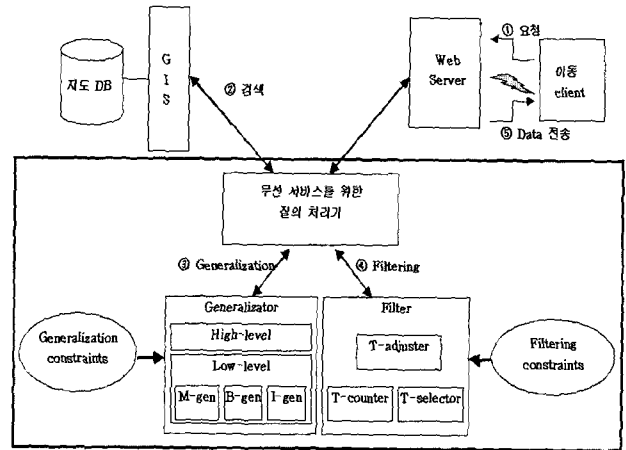 ① 요청
지도 DB
G
I
S
Web
Server
이동
client
② 검색
⑤ Data 전송
무선 서비스를 위한
질의 처리기
③ Generalization
④ Filtering
Generalizator
Filter
High-level
Generalization
constraints
T-adjuster
Filtering
constraints
Low-level
M-gen
B-gen
I-gen
T-counter
T-selector